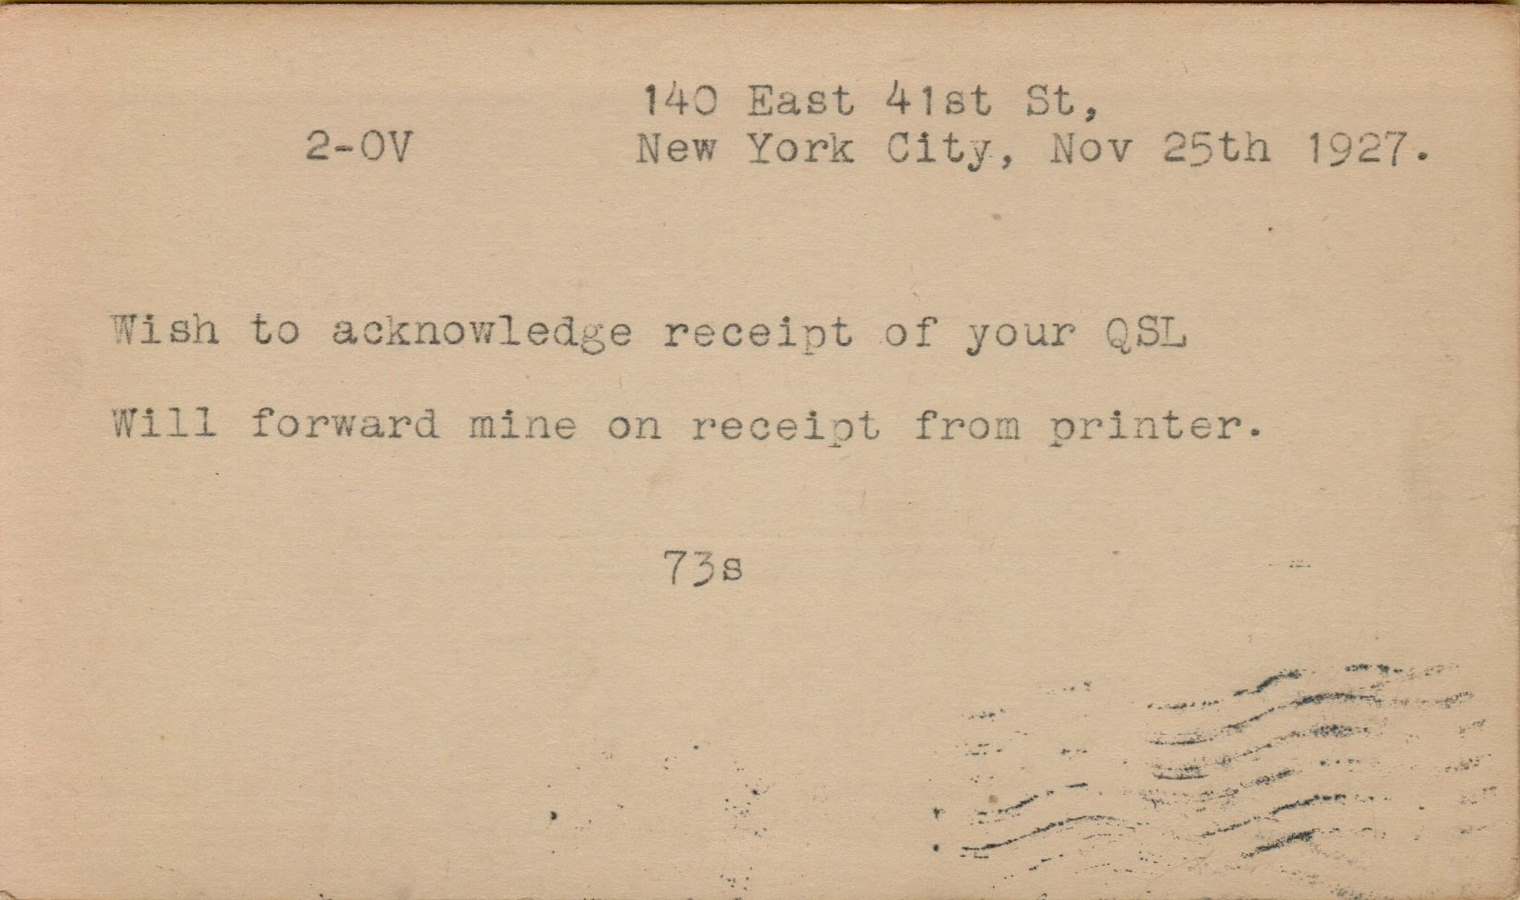 140 East 41st St,
2-OV New York City, Nov 25th 1927.
Wish to acknowledge receipt of your QSL
Will forward mine on receipt from printer.
73s